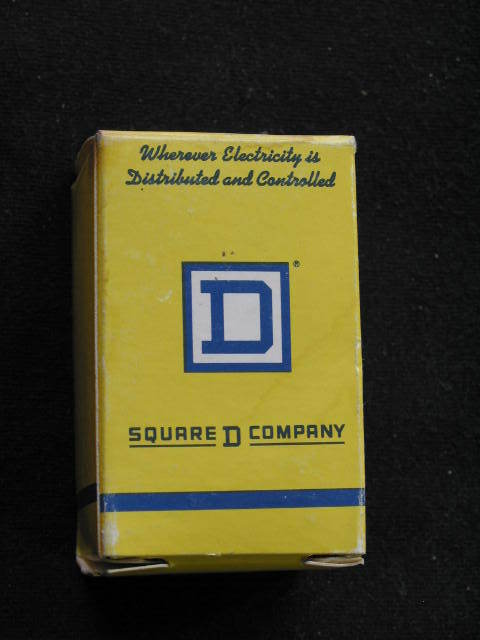 Wherever Electricity is
Distributed and Controlled
D ®
SQUARE D COMPANY